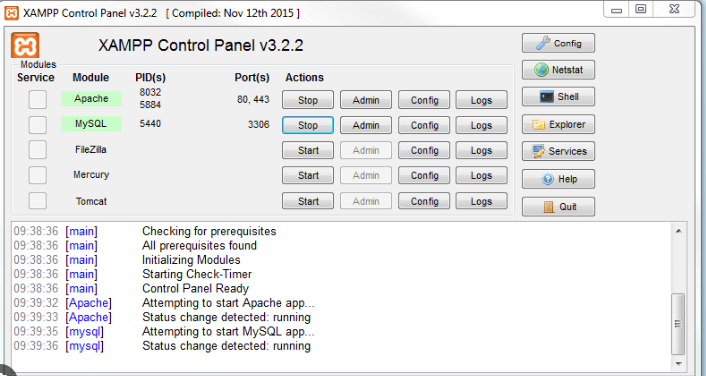 XAMPP Control Panel v3.2.2 [ Compiled: Nov 12th 2015 ]
XAMPP Control Panel v3.2.2
Config
Modules
Service Module PID(s) Port(s) Actions
Netstat
Apache 8032 5884 80, 443 Stop Admin Config Logs
Shell
MySQL 5440 3306 Stop Admin Config Logs
Explorer
FileZilla Start Admin Config Logs
Services
Mercury Start Admin Config Logs
Help
Tomcat Start Admin Config Logs
Quit
09:38:36 [main] Checking for prerequisites
09:38:36 [main] All prerequisites found
09:38:36 [main] Initializing Modules
09:38:36 [main] Starting Check-Timer
09:38:36 [main] Control Panel Ready
09:39:32 [Apache] Attempting to start Apache app...
09:39:33 [Apache] Status change detected: running
09:39:35 [mysql] Attempting to start MySQL app...
09:39:36 [mysql] Status change detected: running